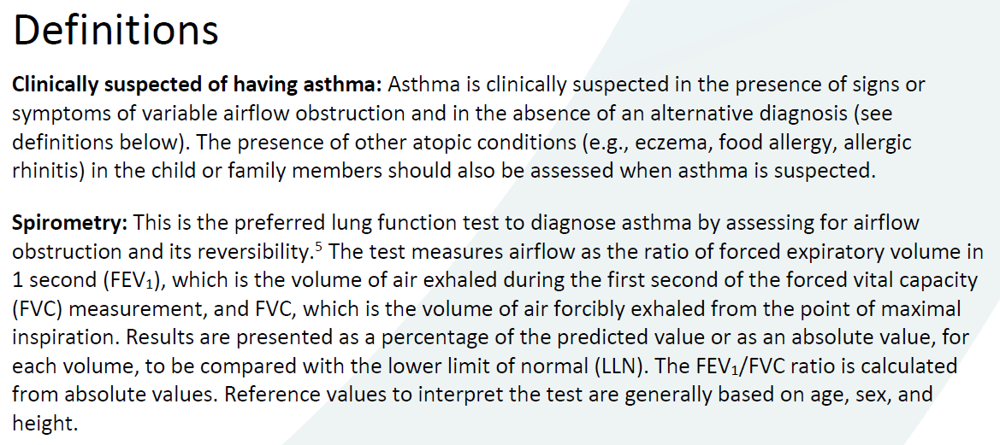 Definitions
Clinically suspected of having asthma: Asthma is clinically suspected in the presence of signs or
symptoms of variable airflow obstruction and in the absence of an alternative diagnosis (see
definitions below). The presence of other atopic conditions (e.g., eczema, food allergy, allergic
rhinitis) in the child or family members should also be assessed when asthma is suspected.
Spirometry: This is the preferred lung function test to diagnose asthma by assessing for airflow
obstruction and its reversibility.⁵ The test measures airflow as the ratio of forced expiratory volume in
1 second (FEV₁), which is the volume of air exhaled during the first second of the forced vital capacity
(FVC) measurement, and FVC, which is the volume of air forcibly exhaled from the point of maximal
inspiration. Results are presented as a percentage of the predicted value or as an absolute value, for
each volume, to be compared with the lower limit of normal (LLN). The FEV₁/FVC ratio is calculated
from absolute values. Reference values to interpret the test are generally based on age, sex, and
height.